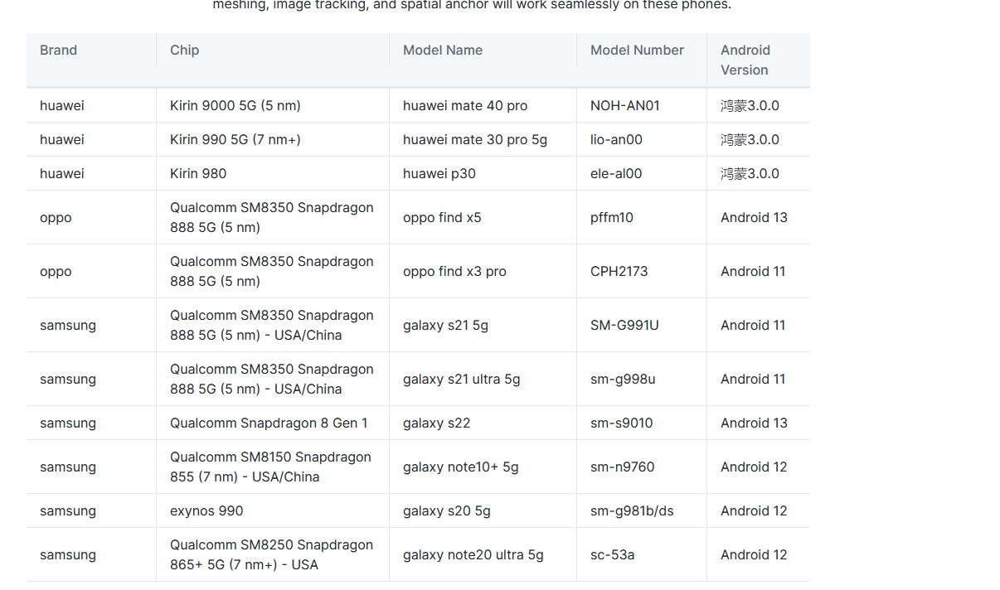 meshing, image tracking, and spatial anchor will work seamlessly on these phones.
Brand Chip Model Name Model Number Android
Version
huawei Kirin 9000 5G (5 nm) huawei mate 40 pro NOH-AN01 鸿蒙3.0.0
huawei Kirin 990 5G (7 nm+) huawei mate 30 pro 5g lio-an00 鸿蒙3.0.0
huawei Kirin 980 huawei p30 ele-al00 鸿蒙3.0.0
oppo Qualcomm SM8350 Snapdragon
888 5G (5 nm) oppo find x5 pffm10 Android 13
oppo Qualcomm SM8350 Snapdragon
888 5G (5 nm) oppo find x3 pro CPH2173 Android 11
samsung Qualcomm SM8350 Snapdragon
888 5G (5 nm) - USA/China galaxy s21 5g SM-G991U Android 11
samsung Qualcomm SM8350 Snapdragon
888 5G (5 nm) - USA/China galaxy s21 ultra 5g sm-g998u Android 11
samsung Qualcomm Snapdragon 8 Gen 1 galaxy s22 sm-s9010 Android 13
samsung Qualcomm SM8150 Snapdragon
855 (7 nm) - USA/China galaxy note10+ 5g sm-n9760 Android 12
samsung exynos 990 galaxy s20 5g sm-g981b/ds Android 12
samsung Qualcomm SM8250 Snapdragon
865+ 5G (7 nm+) - USA galaxy note20 ultra 5g sc-53a Android 12